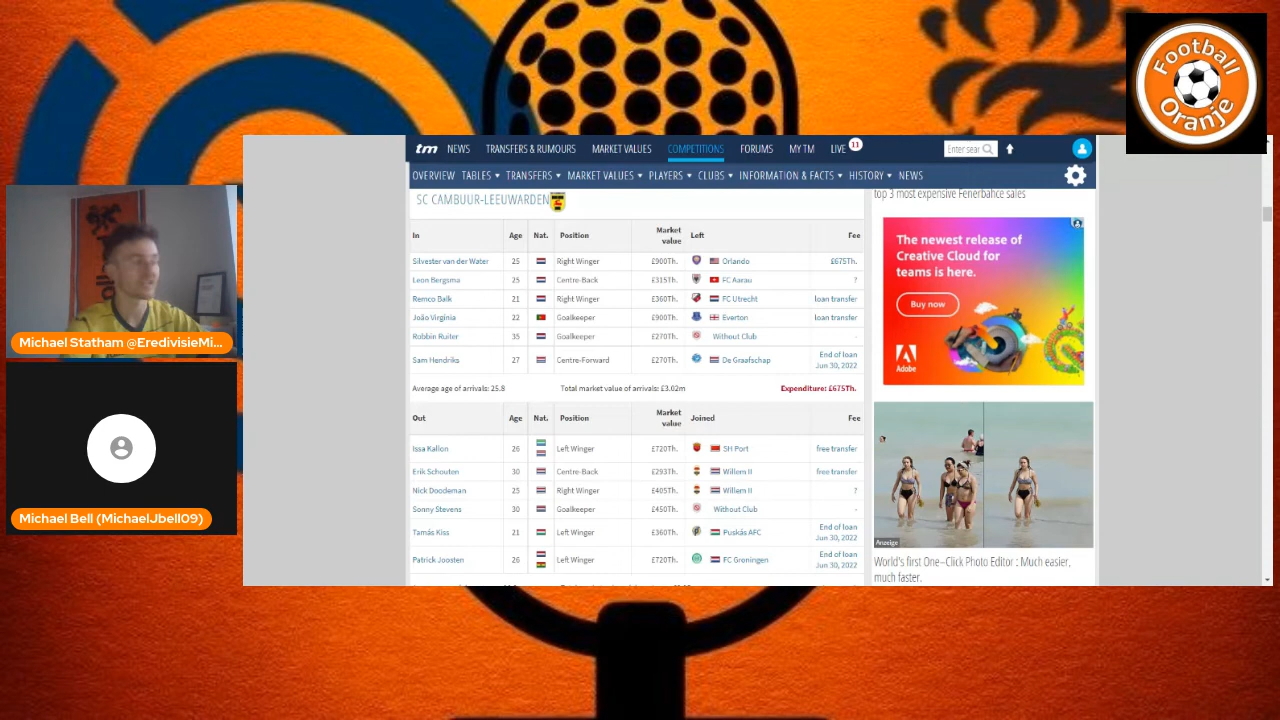 Football
Oranje
tm NEWS TRANSFERS & RUMOURS MARKET VALUES COMPETITIONS FORUMS MY TM LIVE 11 Enter sear
OVERVIEW TABLES TRANSFERS MARKET VALUES PLAYERS CLUBS INFORMATION & FACTS HISTORY NEWS
SC CAMBUUR-LEEUWARDEN
In Age Nat. Position Market value Left Fee
Silvester van der Water 25 Right Winger £900Th. Orlando £675Th.
Leon Bergsma 25 Centre-Back £315Th. FC Aarau ?
Remco Balk 21 Right Winger £360Th. FC Utrecht loan transfer
João Virgínia 22 Goalkeeper £900Th. Everton loan transfer
Robbin Ruiter 35 Goalkeeper £270Th. Without Club -
Sam Hendriks 27 Centre-Forward £270Th. De Graafschap End of loan Jun 30, 2022
Average age of arrivals: 25.8 Total market value of arrivals: £3.02m Expenditure: £675Th.
Out Age Nat. Position Market value Joined Fee
Issa Kallon 26 Left Winger £720Th. SH Port free transfer
Erik Schouten 30 Centre-Back £293Th. Willem II free transfer
Nick Doodeman 25 Right Winger £405Th. Willem II ?
Sonny Stevens 30 Goalkeeper £450Th. Without Club -
Tamás Kiss 21 Left Winger £360Th. Puskás AFC End of loan Jun 30, 2022
Patrick Joosten 26 Left Winger £720Th. FC Groningen End of loan Jun 30, 2022
top 3 most expensive Fenerbahce sales
The newest release of
Creative Cloud for
teams is here.
Buy now
Adobe
Anzeige
World's first One-Click Photo Editor : Much easier,
much faster.
Michael Statham @EredivisieMi...
Michael Bell (MichaelJbell09)